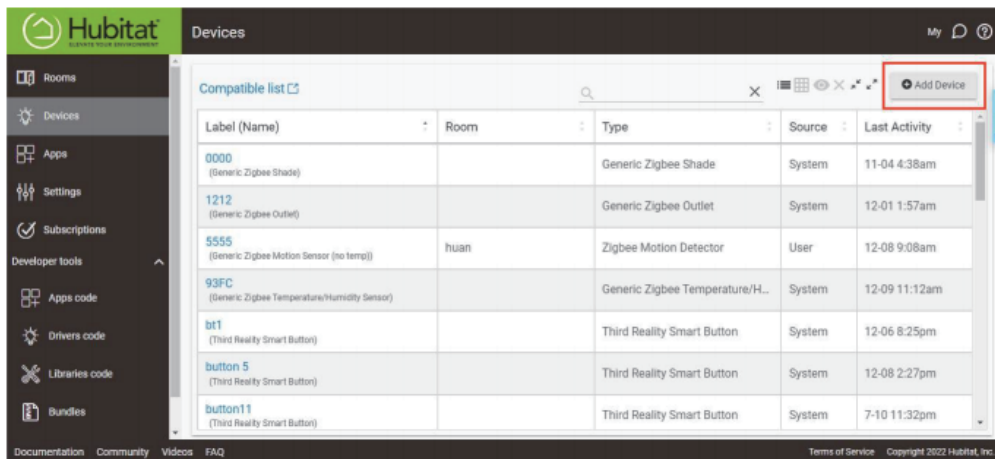 Hubitat
ELEVATE YOUR ENVIRONMENT
Devices
My
Rooms
Devices
Apps
Settings
Subscriptions
Developer tools
Apps code
Drivers code
Libraries code
Bundles
Compatible list
Add Device
Label (Name) Room Type Source Last Activity
0000
(Generic Zigbee Shade)
Generic Zigbee Shade System 11-04 4:38am
1212
(Generic Zigbee Outlet)
Generic Zigbee Outlet System 12-01 1:57am
5555
(Generic Zigbee Motion Sensor (no temp))
huan Zigbee Motion Detector User 12-08 9:08am
93FC
(Generic Zigbee Temperature/Humidity Sensor)
Generic Zigbee Temperature/H... System 12-09 11:12am
bt1
(Third Reality Smart Button)
Third Reality Smart Button System 12-06 8:25pm
button 5
(Third Reality Smart Button)
Third Reality Smart Button System 12-08 2:27pm
button11
(Third Reality Smart Button)
Third Reality Smart Button System 7-10 11:32pm
Documentation Community Videos FAQ
Terms of Service Copyright 2022 Hubitat, Inc.